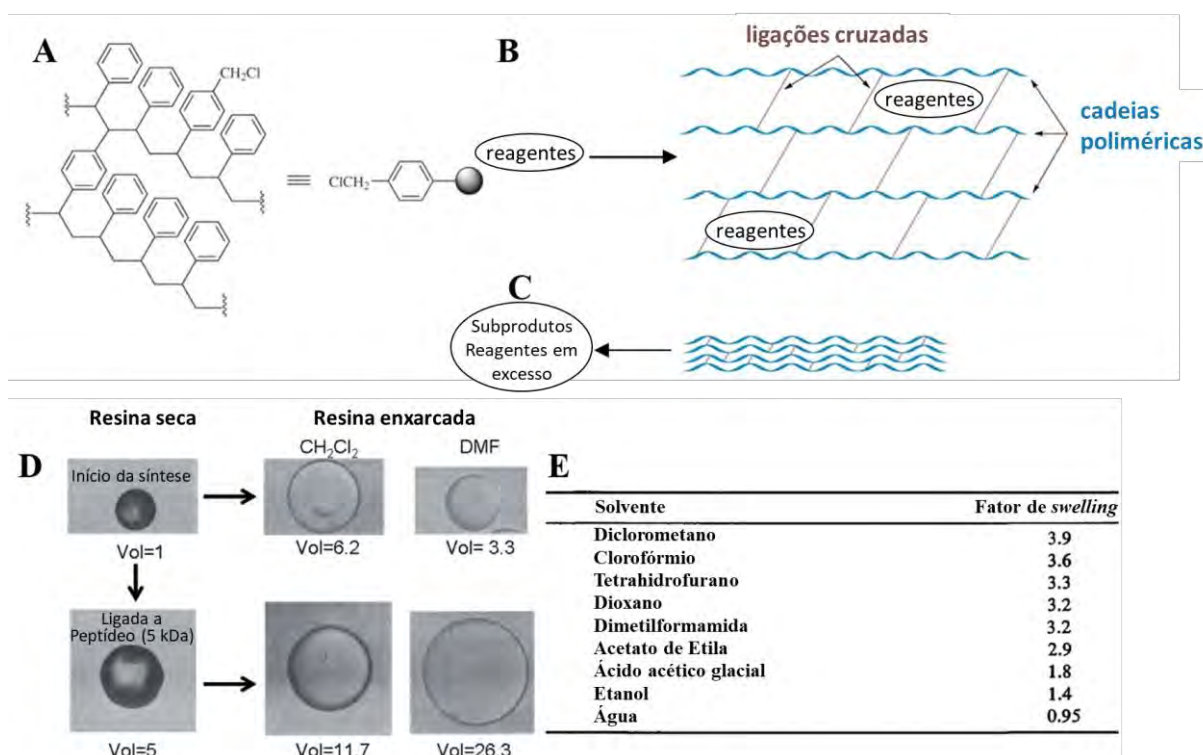 A
CH₂Cl
≡
ClCH₂
B
ligações cruzadas
reagentes
reagentes
cadeias
poliméricas
reagentes
C
Subprodutos
Reagentes em
excesso
Resina seca
Resina enxarcada
D
CH₂Cl₂
DMF
Início da síntese
Vol=1
Vol=6.2
Vol= 3.3
Ligada a
Peptídeo (5 kDa)
Vol=5
Vol=11.7
Vol=26.3
E
Solvente Fator de swelling
Diclorometano 3.9
Clorofórmio 3.6
Tetrahidrofurano 3.3
Dioxano 3.2
Dimetilformamida 3.2
Acetato de Etila 2.9
Ácido acético glacial 1.8
Etanol 1.4
Água 0.95